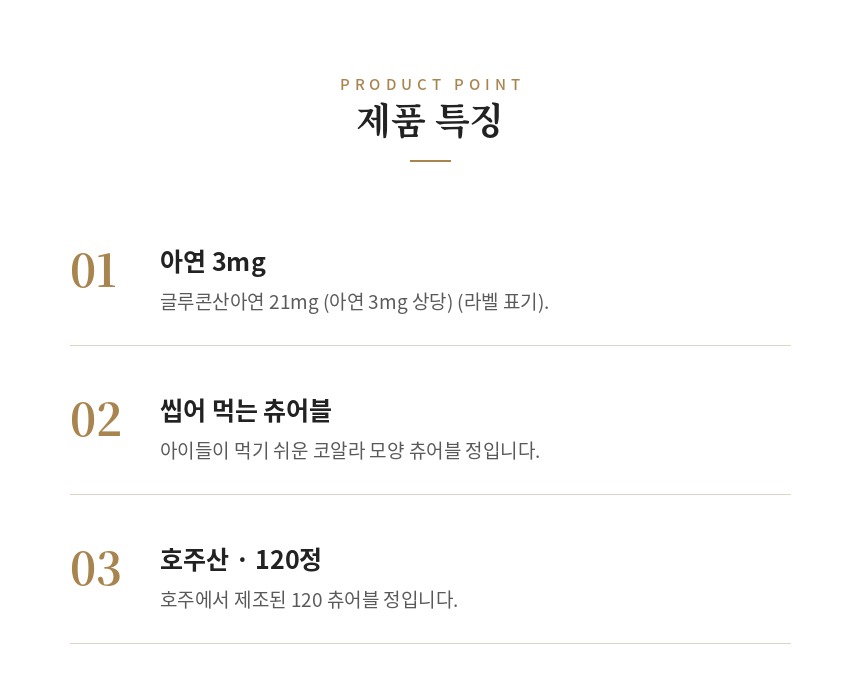 PRODUCT POINT
제품 특징
01
아연 3mg
글루콘산아연 21mg (아연 3mg 상당) (라벨 표기).
02
씹어 먹는 츄어블
아이들이 먹기 쉬운 코알라 모양 츄어블 정입니다.
03
호주산 · 120정
호주에서 제조된 120 츄어블 정입니다.